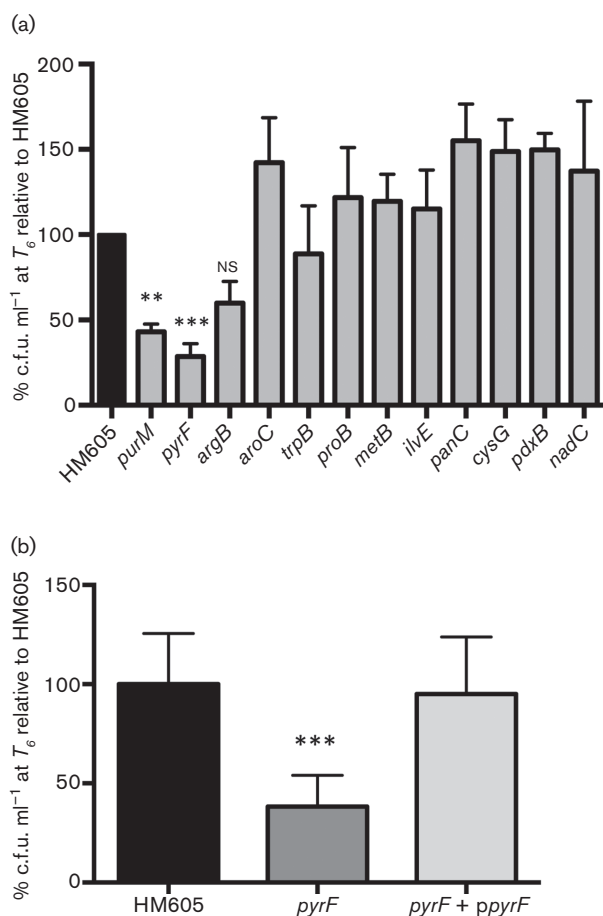 (a)
% c.f.u. ml⁻¹ at T₆ relative to HM605
200
150
100
50
0
**
***
NS
HM605
purM
pyrF
argB
aroC
trpB
proB
metB
ilvE
panC
cysG
pdxB
nadC
(b)
% c.f.u. ml⁻¹ at T₆ relative to HM605
150
100
50
0
***
HM605 pyrF pyrF + ppyrF